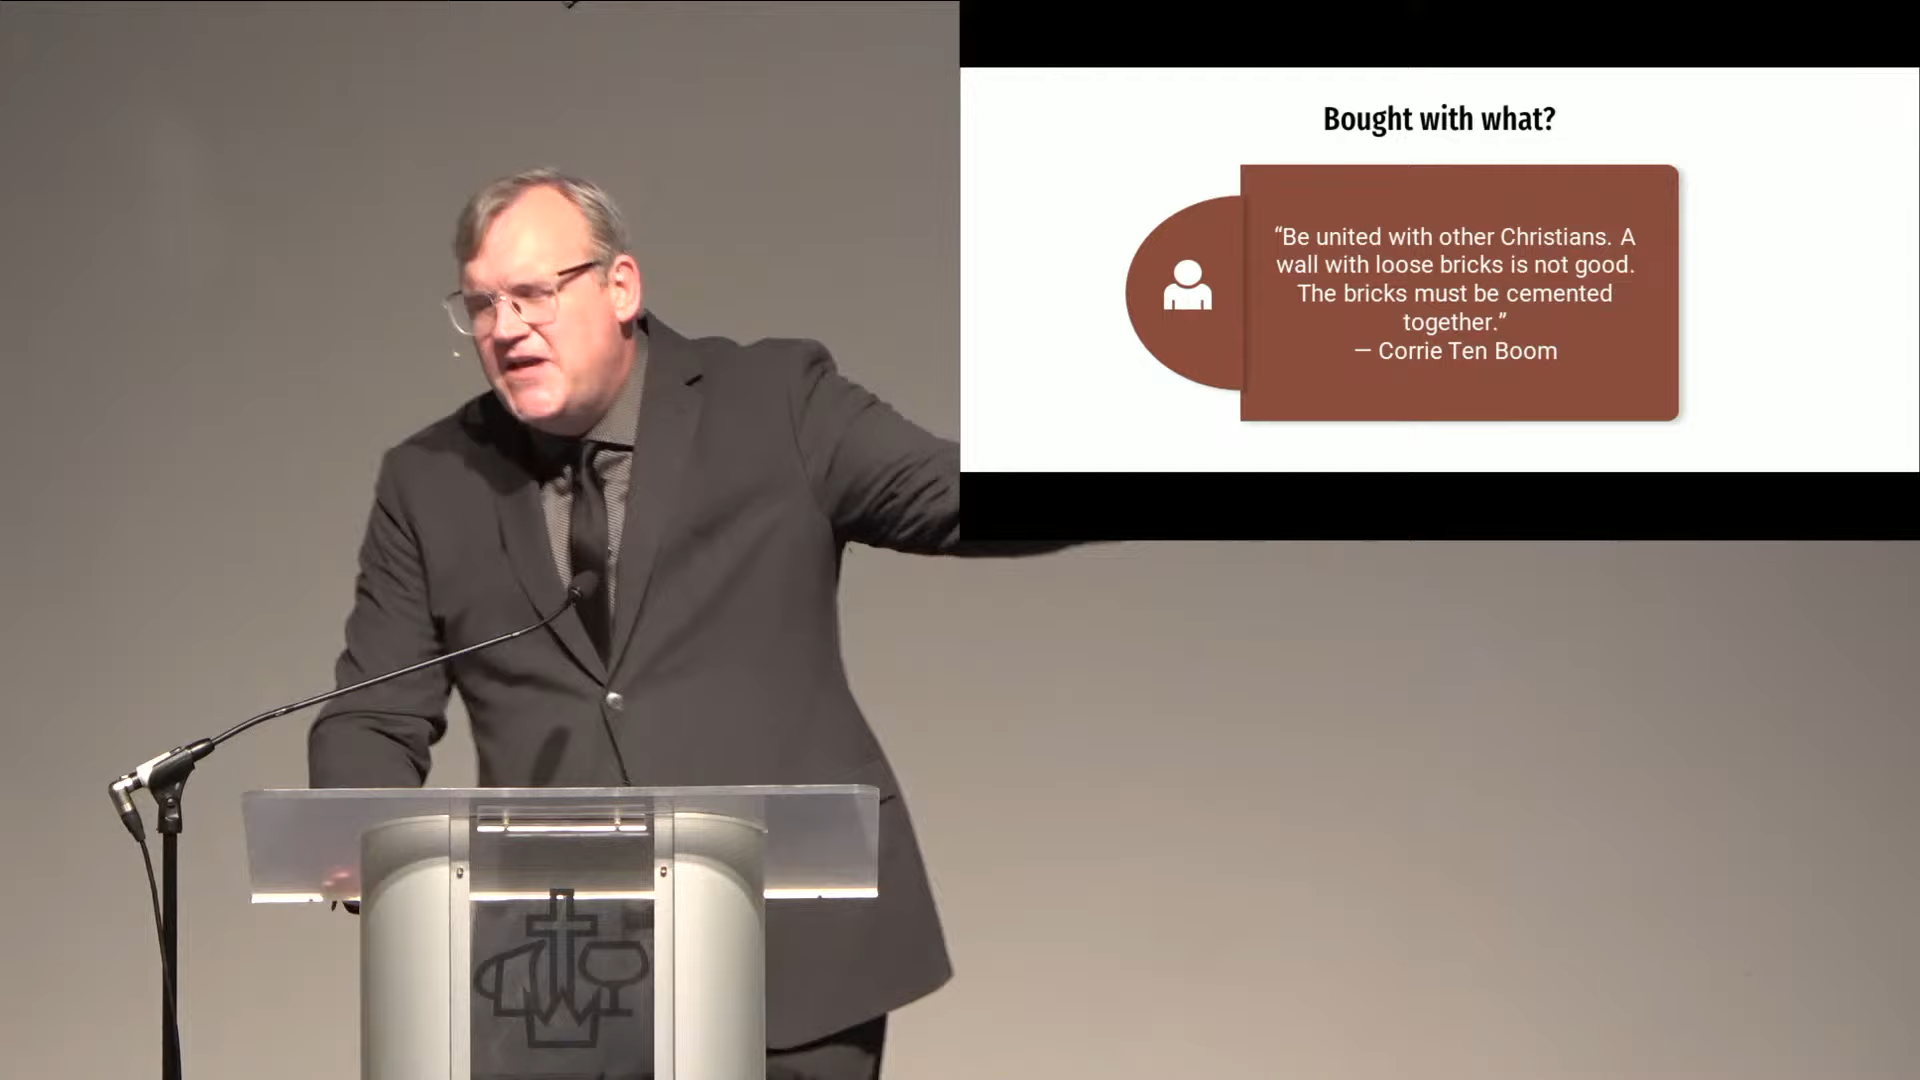 Bought with what?
“Be united with other Christians. A
wall with loose bricks is not good.
The bricks must be cemented
together.”
— Corrie Ten Boom